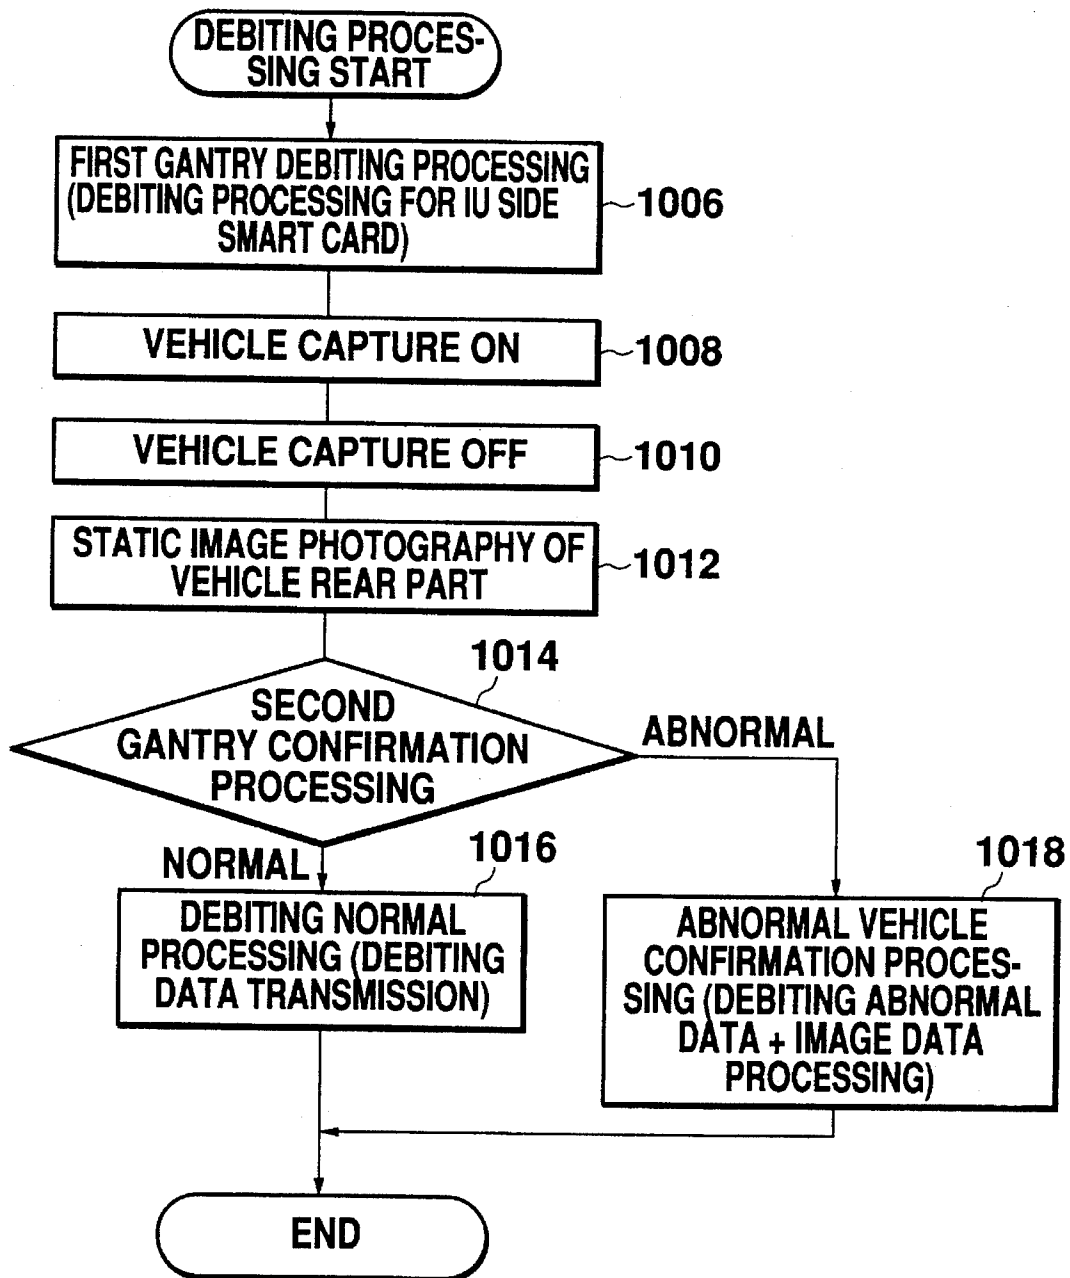 DEBITING PROCES-
SING START
FIRST GANTRY DEBITING PROCESSING
(DEBITING PROCESSING FOR IU SIDE
SMART CARD)
1006
VEHICLE CAPTURE ON
1008
VEHICLE CAPTURE OFF
1010
STATIC IMAGE PHOTOGRAPHY OF
VEHICLE REAR PART
1012
1014
SECOND
GANTRY CONFIRMATION
PROCESSING
ABNORMAL
NORMAL
1016
DEBITING NORMAL
PROCESSING (DEBITING
DATA TRANSMISSION)
1018
ABNORMAL VEHICLE
CONFIRMATION PROCES-
SING (DEBITING ABNORMAL
DATA + IMAGE DATA
PROCESSING)
END